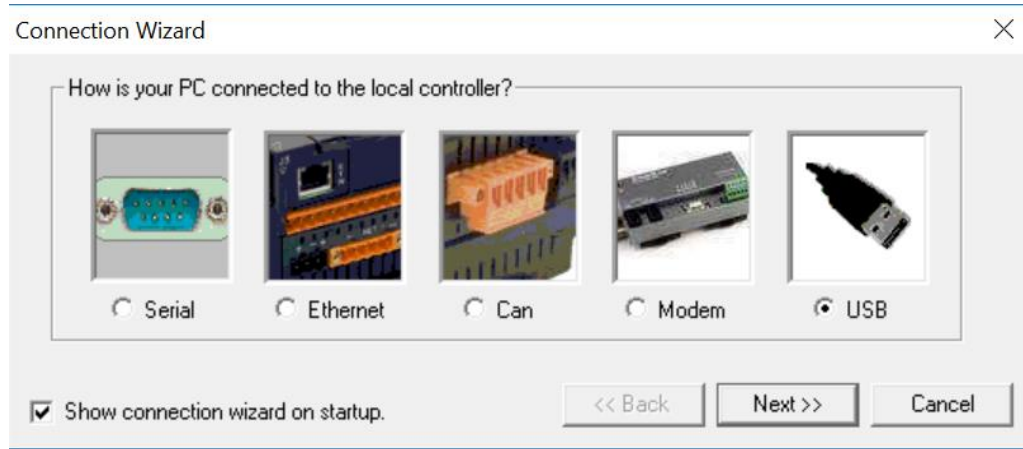 Connection Wizard
How is your PC connected to the local controller?
Serial
Ethernet
Can
Modem
USB
Show connection wizard on startup.
<< Back
Next >>
Cancel